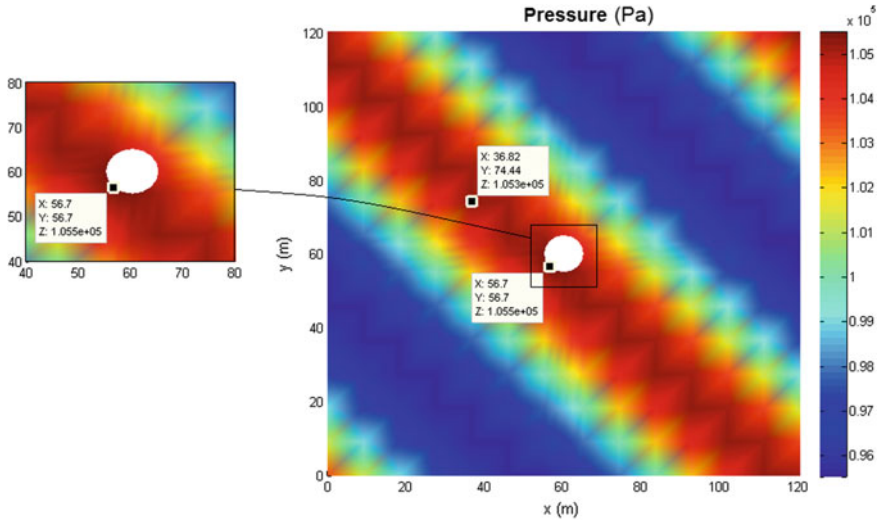 Pressure (Pa)
x 10⁵
120
100
80
60
40
20
0
y (m)
0
20
40
60
80
100
120
x (m)
X: 36.82
Y: 74.44
Z: 1.053e+05
X: 56.7
Y: 56.7
Z: 1.055e+05
80
70
60
50
40
40
50
60
70
80
X: 56.7
Y: 56.7
Z: 1.055e+05
1.05
1.04
1.03
1.02
1.01
1
0.99
0.98
0.97
0.96